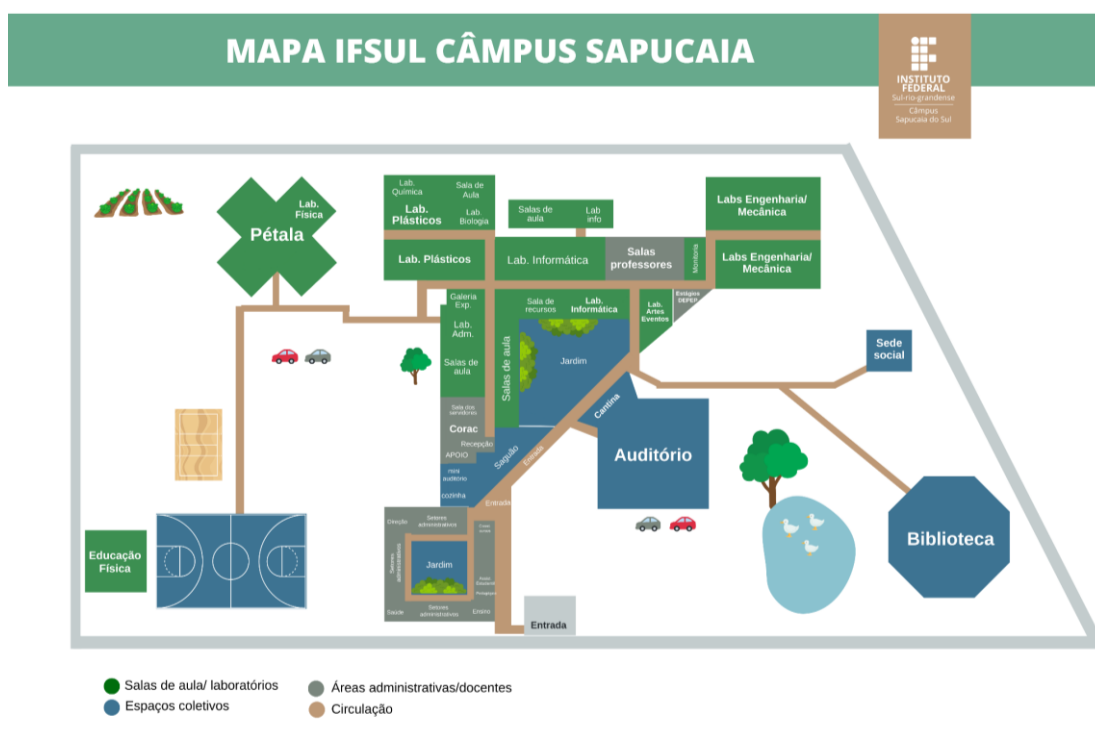 MAPA IFSUL CÂMPUS SAPUCAIA
INSTITUTO
FEDERAL
Sul-rio-grandense
Câmpus
Sapucaia do Sul
Lab.
Física
Pétala
Lab.
Química
Sala de
Aula
Lab.
Plásticos
Lab.
Biologia
Lab. Plásticos
Salas de
aula
Lab
info
Lab. Informática
Salas
professores
Monitoria
Labs Engenharia/
Mecânica
Labs Engenharia/
Mecânica
Galeria
Exp.
Lab.
Adm.
Salas de
aula
Sala de
recursos
Lab.
Informática
Lab.
Artes
Eventos
Estágios
DEPEP
Salas de aula
Jardim
Sede
social
Sala dos
servidores
Corac
Recepção
APOIO
mini
auditório
cozinha
Saguão
Entrada
Cantina
Auditório
Entrada
Biblioteca
Educação
Física
Direção
Setores
administrativos
Setores
administrativos
Jardim
Saúde
Setores
administrativos
Ensino
Entrada
Salas de aula/ laboratórios
Espaços coletivos
Áreas administrativas/docentes
Circulação